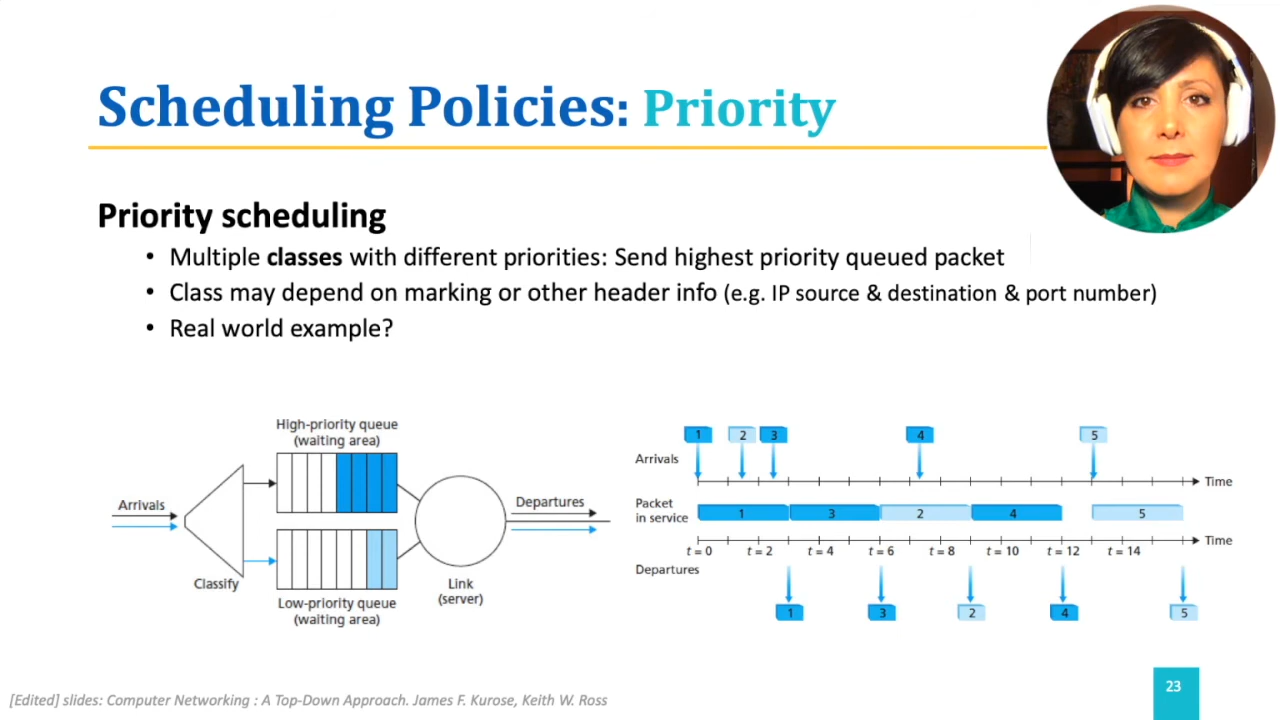 Scheduling Policies: Priority
Priority scheduling
• Multiple classes with different priorities: Send highest priority queued packet
• Class may depend on marking or other header info (e.g. IP source & destination & port number)
• Real world example?
High-priority queue
(waiting area)
Arrivals
Classify
Low-priority queue
(waiting area)
Link
(server)
Departures
1 2 3 4 5
Arrivals
Time
Packet
in service
1 3 2 4 5
Time
t = 0 t = 2 t = 4 t = 6 t = 8 t = 10 t = 12 t = 14
Departures
1 3 2 4 5
[Edited] slides: Computer Networking : A Top-Down Approach. James F. Kurose, Keith W. Ross
23